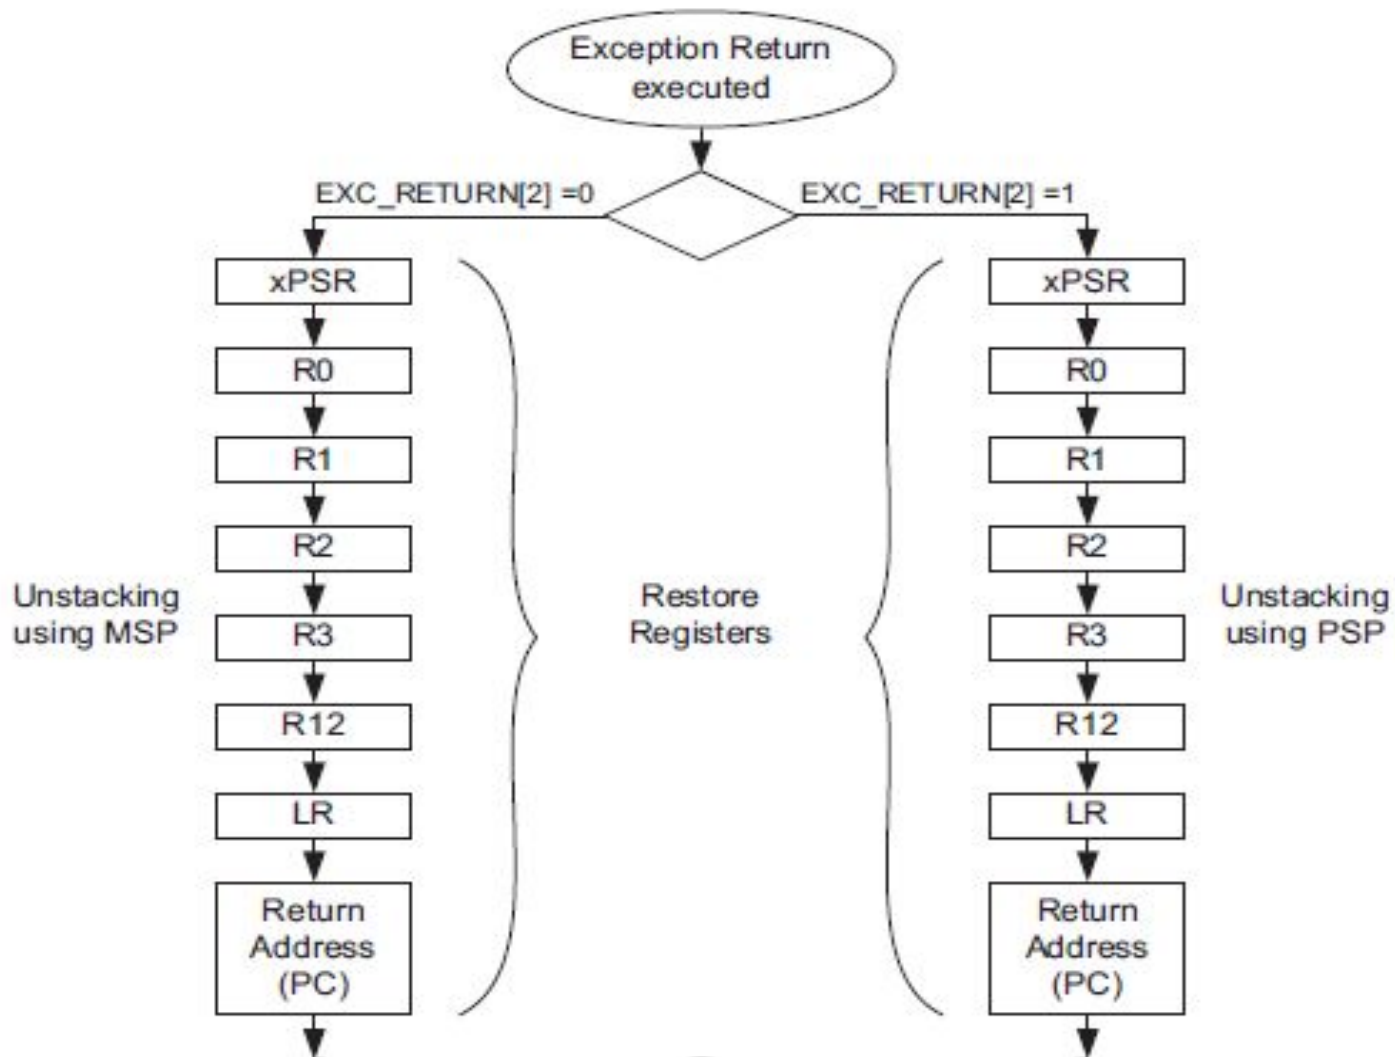 Exception Return
executed
EXC_RETURN[2] =0
EXC_RETURN[2] =1
xPSR
R0
R1
R2
R3
R12
LR
Return
Address
(PC)
Unstacking
using MSP
Restore
Registers
xPSR
R0
R1
R2
R3
R12
LR
Return
Address
(PC)
Unstacking
using PSP